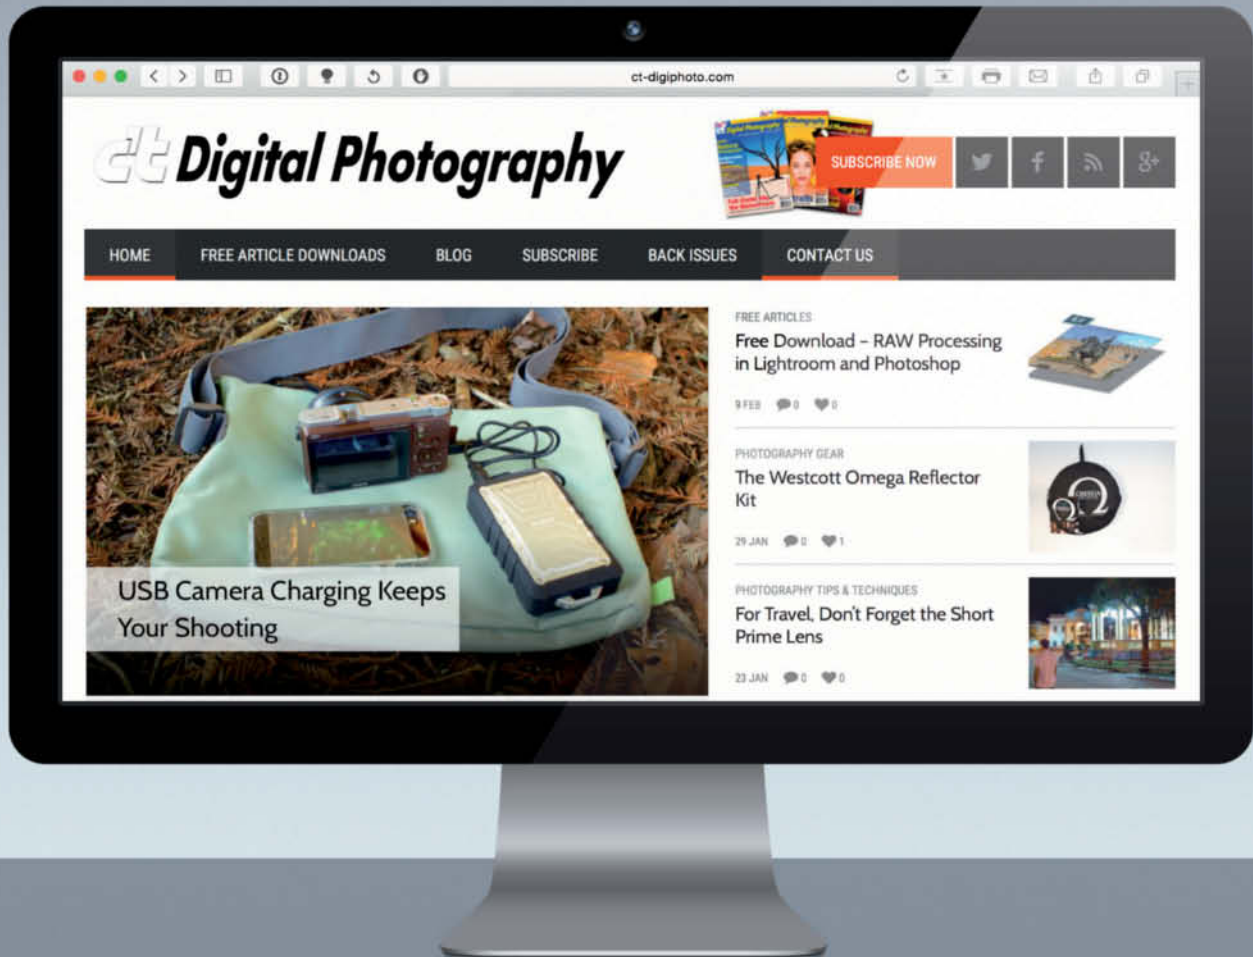 ct-digiphoto.com
c't Digital Photography
SUBSCRIBE NOW
8+
HOME FREE ARTICLE DOWNLOADS BLOG SUBSCRIBE BACK ISSUES CONTACT US
FREE ARTICLES
Free Download – RAW Processing
in Lightroom and Photoshop
9 FEB 0 0
PHOTOGRAPHY GEAR
The Westcott Omega Reflector
Kit
29 JAN 0 1
PHOTOGRAPHY TIPS & TECHNIQUES
For Travel, Don't Forget the Short
Prime Lens
23 JAN 0 0
USB Camera Charging Keeps
Your Shooting